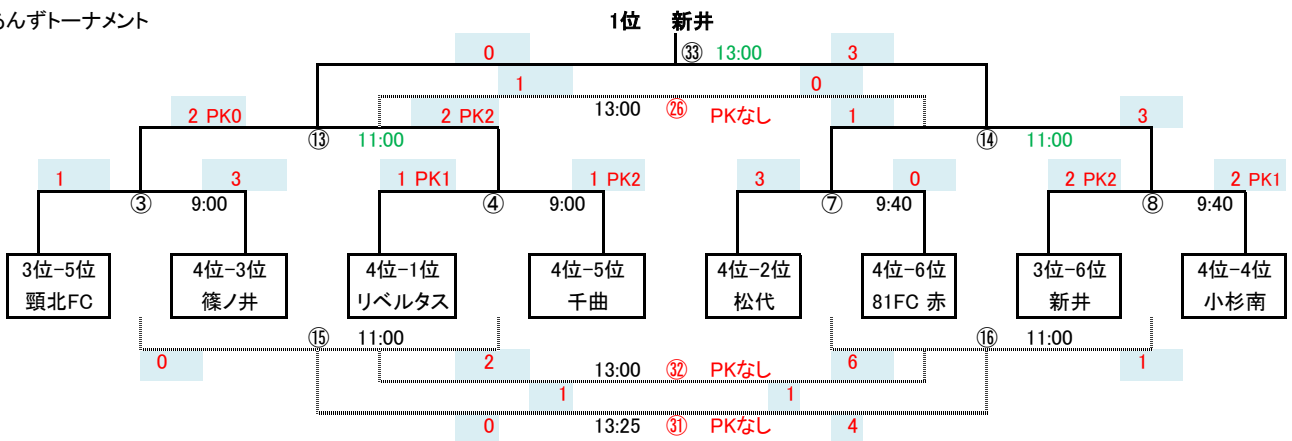 んずトーナメント
1位 新井
0 ㉝ 13:00 3
1 0
13:00 ㉖ PKなし
2 PK0 2 PK2 1 3
⑬ 11:00 ⑭ 11:00
1 3 1 PK1 1 PK2 3 0 2 PK2 2 PK1
③ 9:00 ④ 9:00 ⑦ 9:40 ⑧ 9:40
3位-5位 4位-3位 4位-1位 4位-5位 4位-2位 4位-6位 3位-6位 4位-4位
頸北FC 篠ノ井 リベルタス 千曲 松代 81FC 赤 新井 小杉南
⑮ 11:00 ⑯ 11:00
0 2 13:00 ㉜ PKなし 6 1
1 1
0 13:25 ㉛ PKなし 4